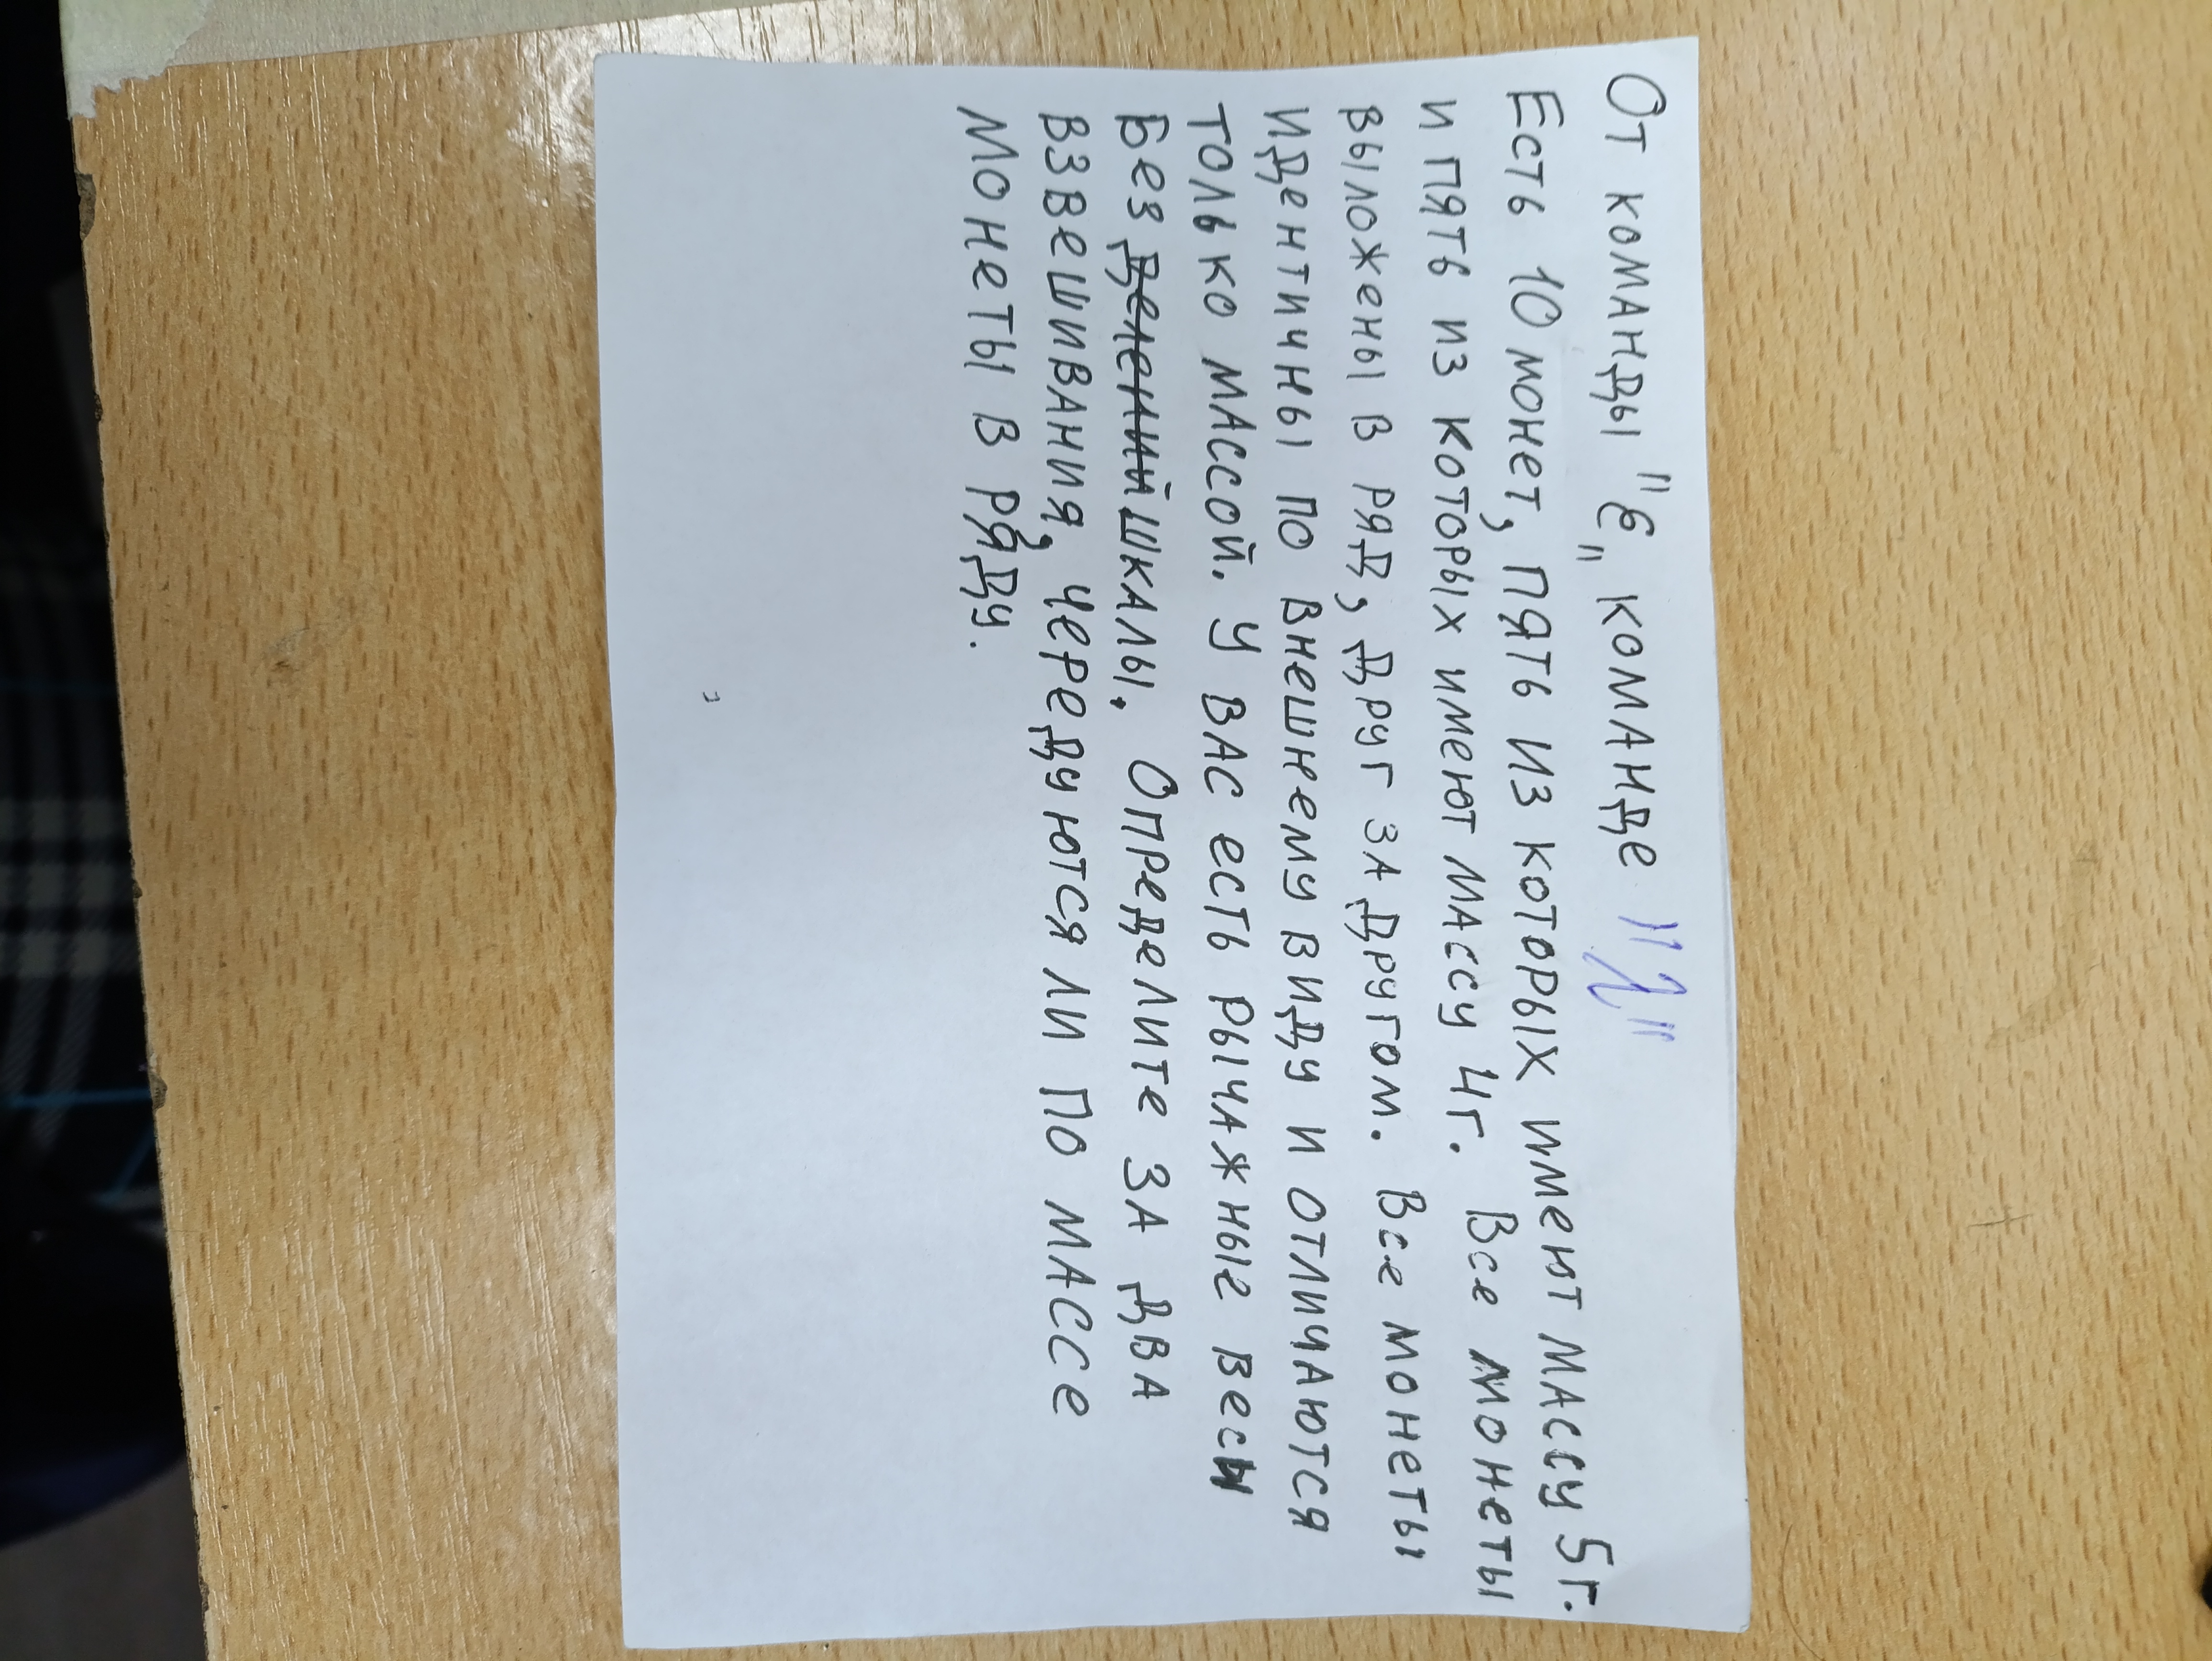 От команды "Е" команде "1"
Есть 10 монет, пять из которых имеют массу 5г.
и пять из которых имеют массу 4г. Все монеты
выложены в ряд, друг за другом. Все монеты
идентичны по внешнему виду и отличаются
только массой. У вас есть рычажные весы
Без делений шкалы. Определите за два
взвешивания, чередуются ли по массе
монеты в ряду.